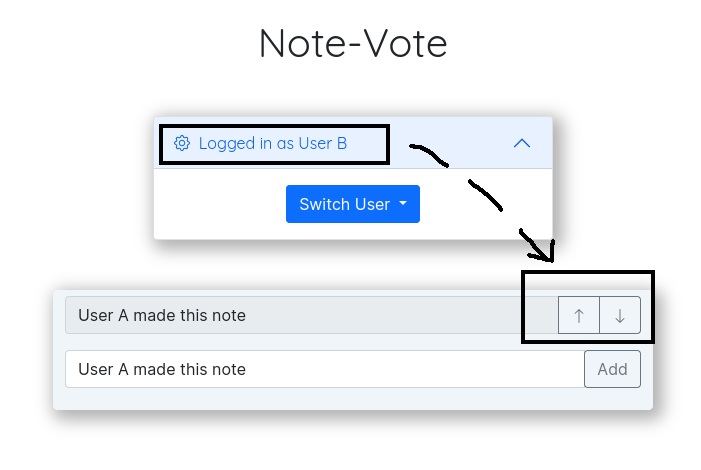 Note-Vote
Logged in as User B
Switch User
User A made this note
User A made this note
Add